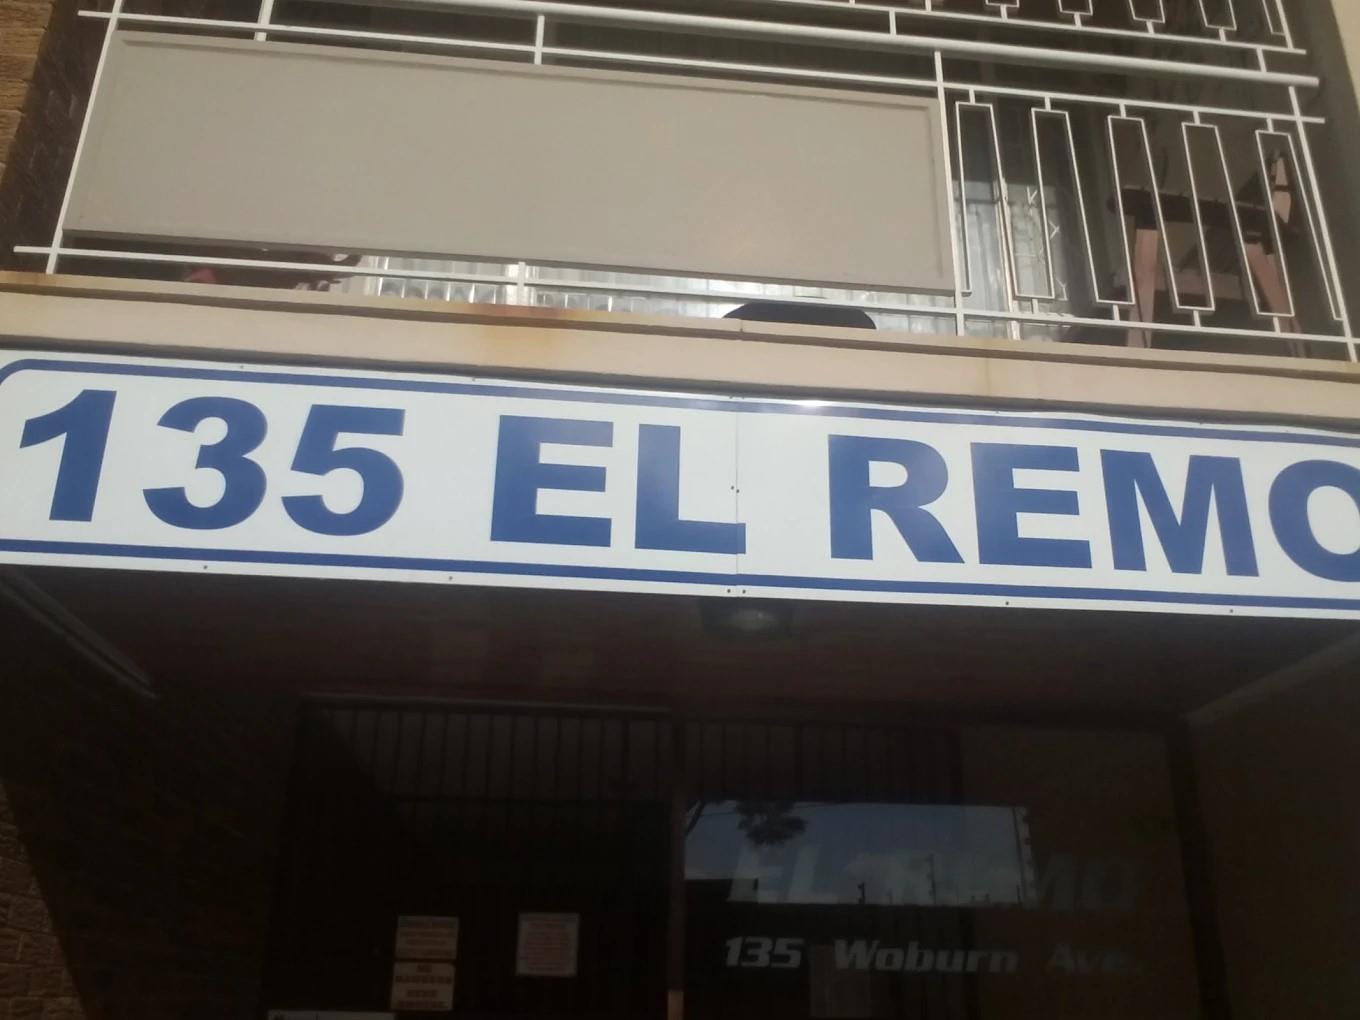 135 EL REMO
EL REMO
135 Woburn Ave.